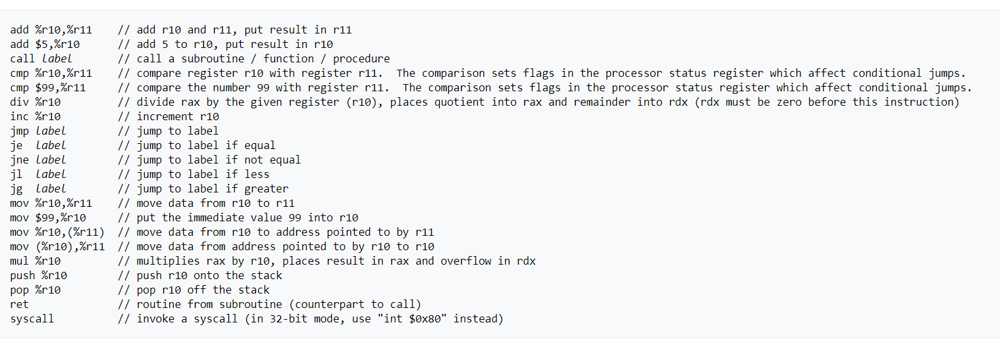 add %r10,%r11    // add r10 and r11, put result in r11
add $5,%r10      // add 5 to r10, put result in r10
call label       // call a subroutine / function / procedure
cmp %r10,%r11    // compare register r10 with register r11.  The comparison sets flags in the processor status register which affect conditional jumps.
cmp $99,%r11     // compare the number 99 with register r11.  The comparison sets flags in the processor status register which affect conditional jumps.
div %r10         // divide rax by the given register (r10), places quotient into rax and remainder into rdx (rdx must be zero before this instruction)
inc %r10         // increment r10
jmp label        // jump to label
je  label        // jump to label if equal
jne label        // jump to label if not equal
jl  label        // jump to label if less
jg  label        // jump to label if greater
mov %r10,%r11    // move data from r10 to r11
mov $99,%r10     // put the immediate value 99 into r10
mov %r10,(%r11)  // move data from r10 to address pointed to by r11
mov (%r10),%r11  // move data from address pointed to by r10 to r10
mul %r10         // multiplies rax by r10, places result in rax and overflow in rdx
push %r10        // push r10 onto the stack
pop %r10         // pop r10 off the stack
ret              // routine from subroutine (counterpart to call)
syscall          // invoke a syscall (in 32-bit mode, use "int $0x80" instead)